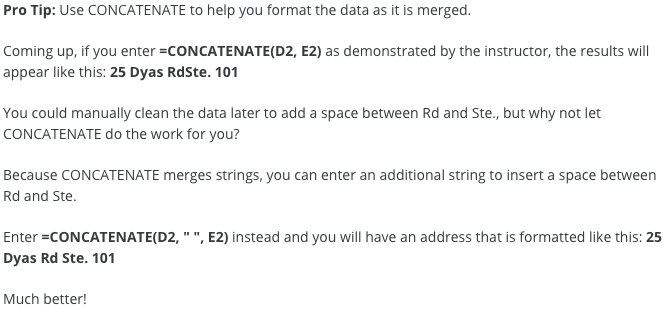 Pro Tip: Use CONCATENATE to help you format the data as it is merged.
Coming up, if you enter =CONCATENATE(D2, E2) as demonstrated by the instructor, the results will
appear like this: 25 Dyas RdSte. 101
You could manually clean the data later to add a space between Rd and Ste., but why not let
CONCATENATE do the work for you?
Because CONCATENATE merges strings, you can enter an additional string to insert a space between
Rd and Ste.
Enter =CONCATENATE(D2, " ", E2) instead and you will have an address that is formatted like this: 25
Dyas Rd Ste. 101
Much better!